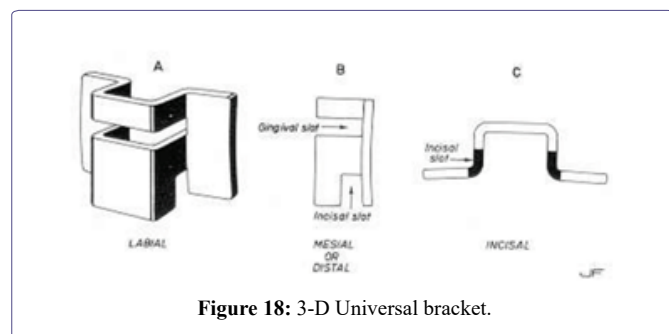 A
B
C
Gingival slot
Incisal slot
Incisal slot
LABIAL
MESIAL
OR
DISTAL
INCISAL
JF
Figure 18: 3-D Universal bracket.